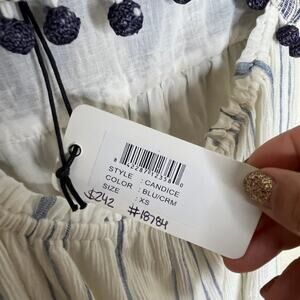 STYLE : CANDICE
COLOR : BLU/CRM
SIZE : XS
$242 #18784